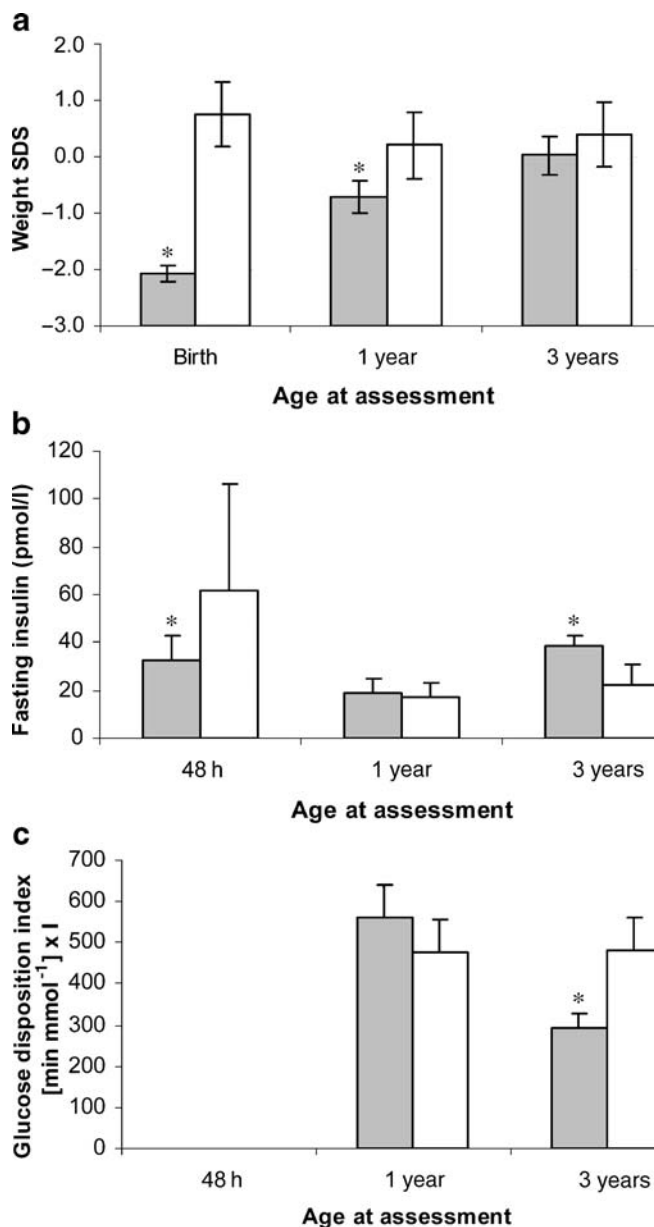 a
Weight SDS
2.0
1.0
0.0
–1.0
–2.0
–3.0
*
*
Birth 1 year 3 years
Age at assessment
b
Fasting insulin (pmol/l)
120
100
80
60
40
20
0
*
*
48 h 1 year 3 years
Age at assessment
c
Glucose disposition index
[min mmol⁻¹] x I
700
600
500
400
300
200
100
0
*
48 h 1 year 3 years
Age at assessment